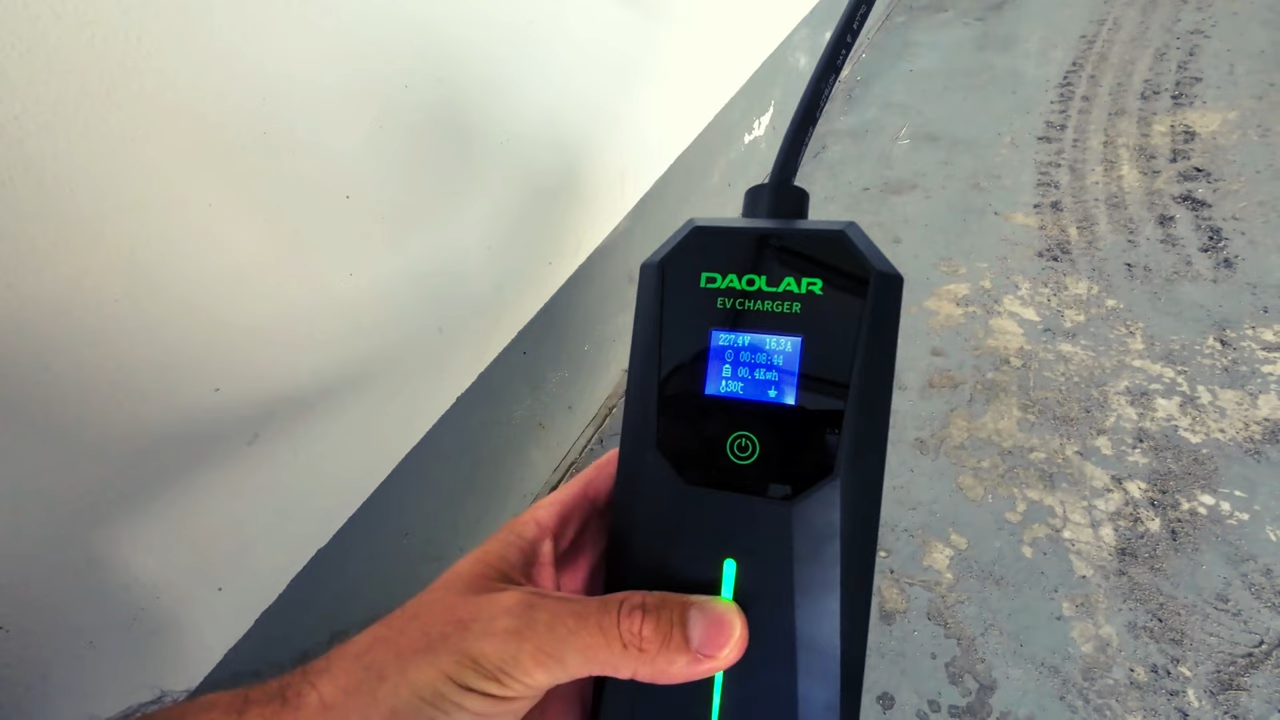 DAOLAR
EV CHARGER
227.4V 16.3A
00:08:44
00.4Kwh
30℃